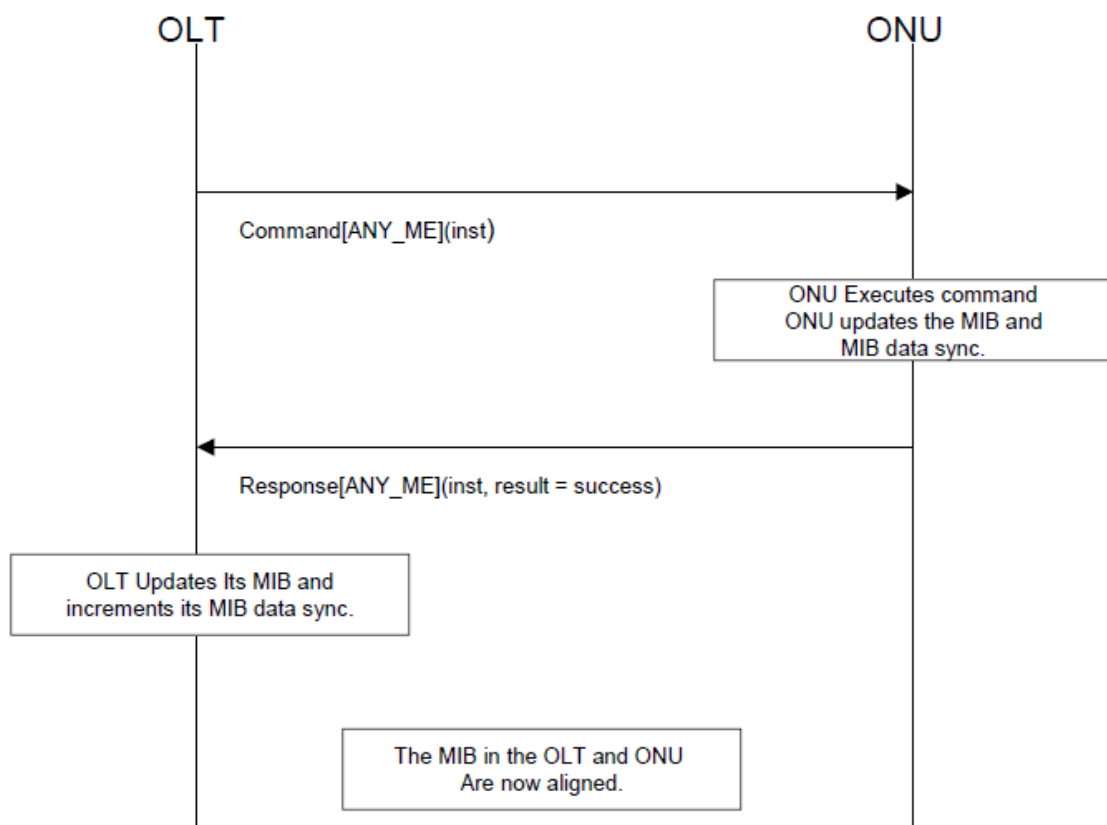 OLT
ONU
Command[ANY_ME](inst)
ONU Executes command
ONU updates the MIB and
MIB data sync.
Response[ANY_ME](inst, result = success)
OLT Updates Its MIB and
increments its MIB data sync.
The MIB in the OLT and ONU
Are now aligned.